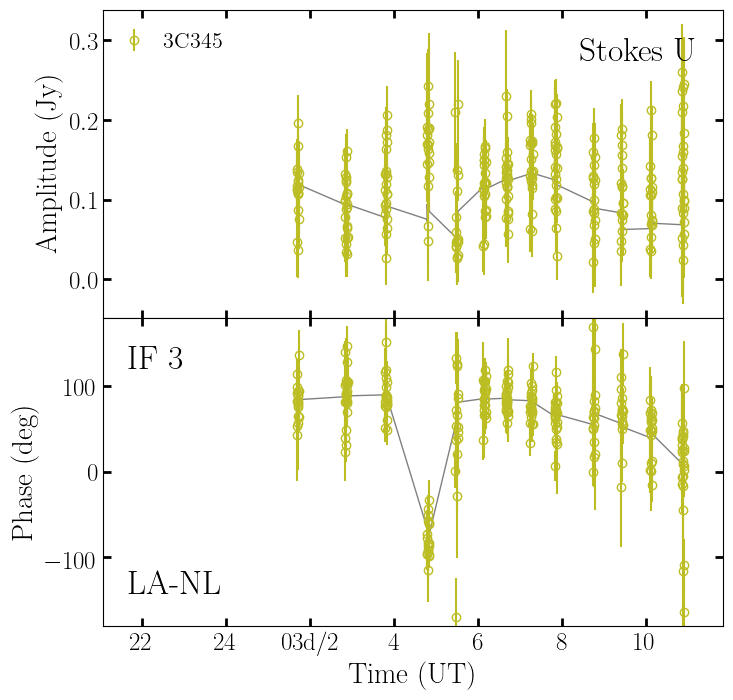 3C345
Stokes U
0.3
0.2
0.1
0.0
Amplitude (Jy)
IF 3
100
0
−100
Phase (deg)
LA-NL
22 24 03d/2 4 6 8 10
Time (UT)